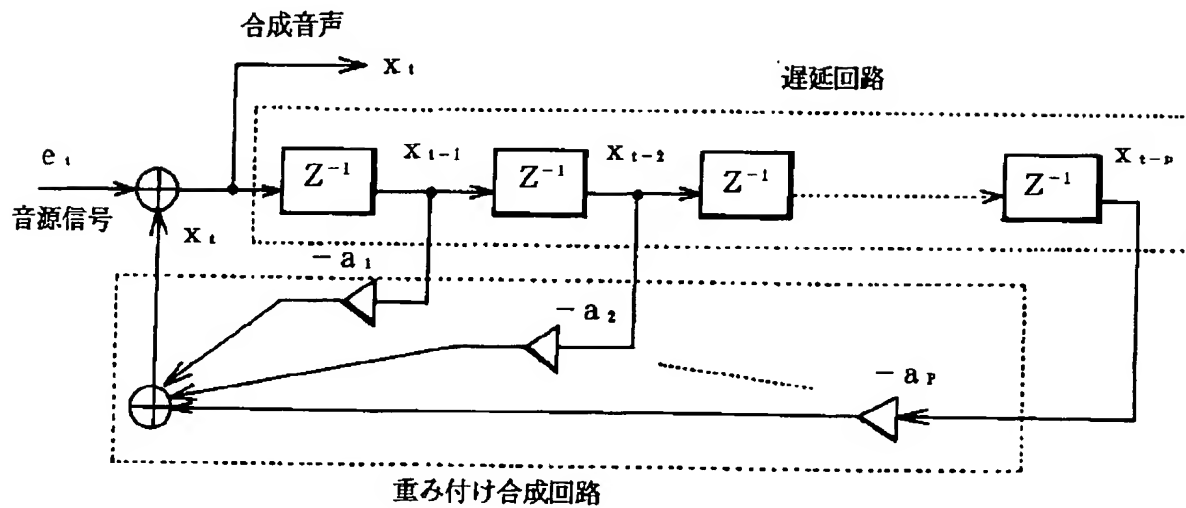 合成音声
x t
遅延回路
e t
音源信号
Z⁻¹
x t-1
Z⁻¹
x t-2
Z⁻¹
Z⁻¹
x t-p
x t
-a 1
-a 2
-a P
重み付け合成回路